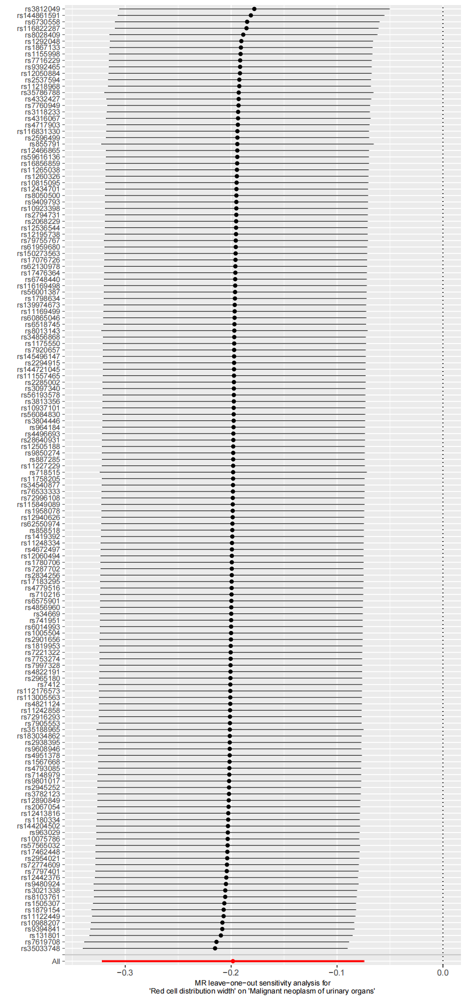 rs3812049
rs144861591
rs6730558
rs116822287
rs8028409
rs1292048
rs1867133
rs1155998
rs7716229
rs9392465
rs12050884
rs2537594
rs11218968
rs35786788
rs4332427
rs7760949
rs3118233
rs4316067
rs4717903
rs116831330
rs2596499
rs855791
rs12466865
rs59616136
rs16856859
rs11265038
rs1260326
rs10815095
rs12434701
rs8050500
rs9409793
rs10923398
rs2794731
rs2068229
rs12536544
rs12195738
rs79755767
rs61959680
rs150273563
rs17076726
rs62130978
rs17476364
rs6748440
rs116169498
rs56001387
rs1798634
rs139974673
rs11169499
rs60865046
rs6518745
rs8013143
rs34856868
rs1175550
rs7920657
rs145496147
rs2294915
rs144721045
rs111557465
rs2285002
rs3097340
rs56193578
rs3813356
rs10937101
rs56084830
rs3804446
rs964184
rs4496693
rs28640931
rs12505188
rs9850274
rs887285
rs11227229
rs718515
rs11758205
rs34540877
rs76533333
rs72996108
rs115849089
rs1958078
rs12940626
rs62550974
rs858518
rs1419392
rs11248334
rs4672497
rs12060494
rs1780706
rs7287702
rs2834256
rs17183295
rs4779516
rs710216
rs6575901
rs4856960
rs34669
rs741951
rs6014993
rs1005504
rs2901656
rs1819953
rs7221322
rs7753274
rs7997328
rs4822191
rs2965180
rs7412
rs112176573
rs113005563
rs4821124
rs11242858
rs72916293
rs7905553
rs35188965
rs183034862
rs2938395
rs9608946
rs4951378
rs1567668
rs4793085
rs7148979
rs9801017
rs2945252
rs3782123
rs12890849
rs2067054
rs12413816
rs1180334
rs144204502
rs963029
rs10075786
rs57565032
rs17462448
rs2954021
rs72774609
rs7797401
rs12442376
rs9480924
rs3021338
rs8103761
rs1505307
rs1879154
rs11122449
rs10988207
rs9394841
rs131801
rs7619708
rs35033748
All
−0.3 −0.2 −0.1 0.0
MR leave−one−out sensitivity analysis for
'Red cell distribution width' on 'Malignant neoplasm of urinary organs'